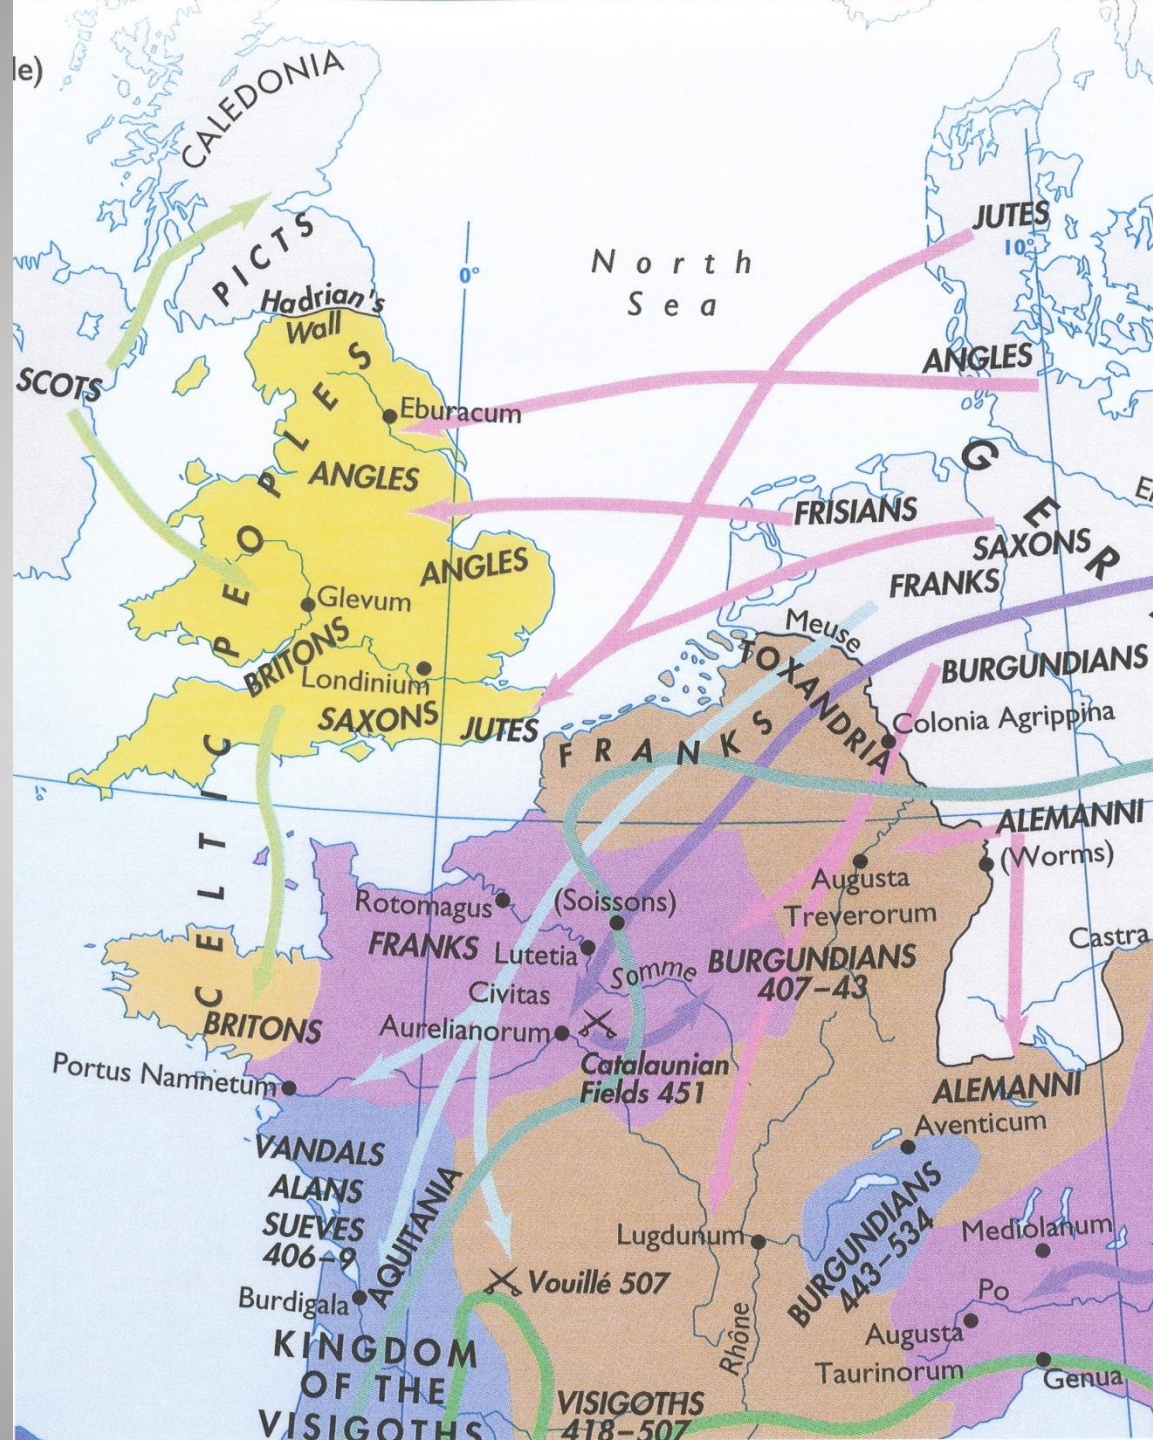 le)
CALEDONIA
PICTS
Hadrian's
Wall
SCOTS
North
Sea
0°
JUTES
10°
ANGLES
Eburacum
ANGLES
FRISIANS
SAXONS
FRANKS
GER
ANGLES
Glevum
BRITONS
Londinium
SAXONS
JUTES
CELTIC PEOPLES
Meuse
TOXANDRIA
FRANKS
BURGUNDIANS
Colonia Agrippina
ALEMANNI
(Worms)
Augusta
Treverorum
Castra
Rotomagus
(Soissons)
FRANKS
Lutetia
Somme
BURGUNDIANS
407–43
Civitas
Aurelianorum
BRITONS
Portus Namnetum
Catalaunian
Fields 451
ALEMANNI
Aventicum
VANDALS
ALANS
SUEVES
406–9
AQUITANIA
Lugdunum
BURGUNDIANS
443–534
Mediolanum
Vouillé 507
Burdigala
Po
Rhône
Augusta
Taurinorum
Genua
KINGDOM
OF THE
VISIGOTHS
VISIGOTHS
418–507